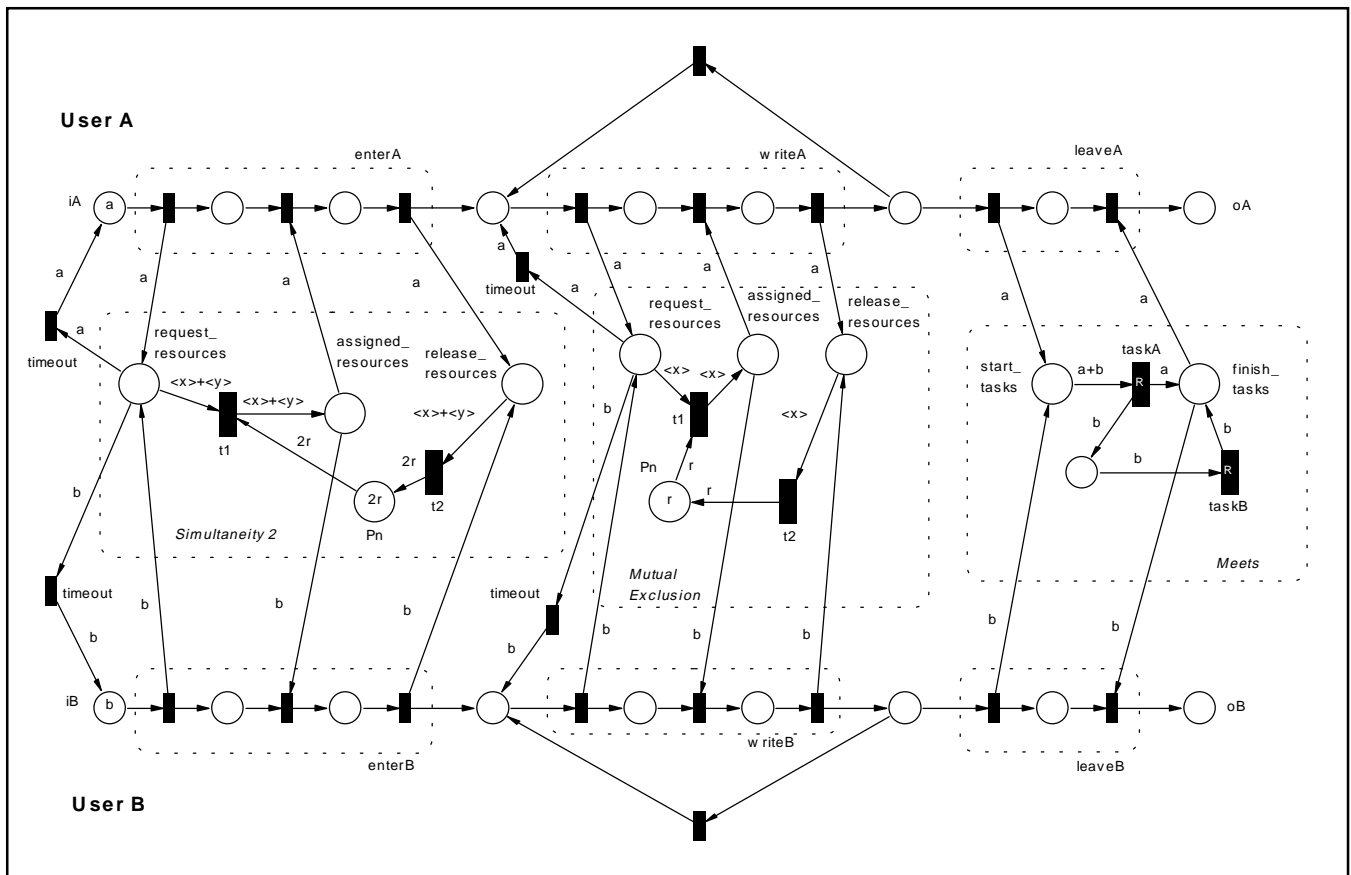 User A
enterA
writeA
leaveA
iA
a
oA
a
timeout
a
a
a
a
a
timeout
a
a
a
a
a
a
request_
resources
assigned_
resources
release_
resources
request_
resources
assigned_
resources
release_
resources
start_
tasks
a+b
taskA
R
a
finish_
tasks
<x>+<y>
t1
<x>+<y>
<x>+<y>
2r
2r
t2
2r
Pn
Simultaneity 2
<x>
<x>
t1
<x>
Pn
r
r
r
t2
Mutual
Exclusion
b
b
b
R
taskB
Meets
b
timeout
b
b
b
b
b
timeout
b
b
b
b
b
b
iB
b
oB
enterB
writeB
leaveB
User B